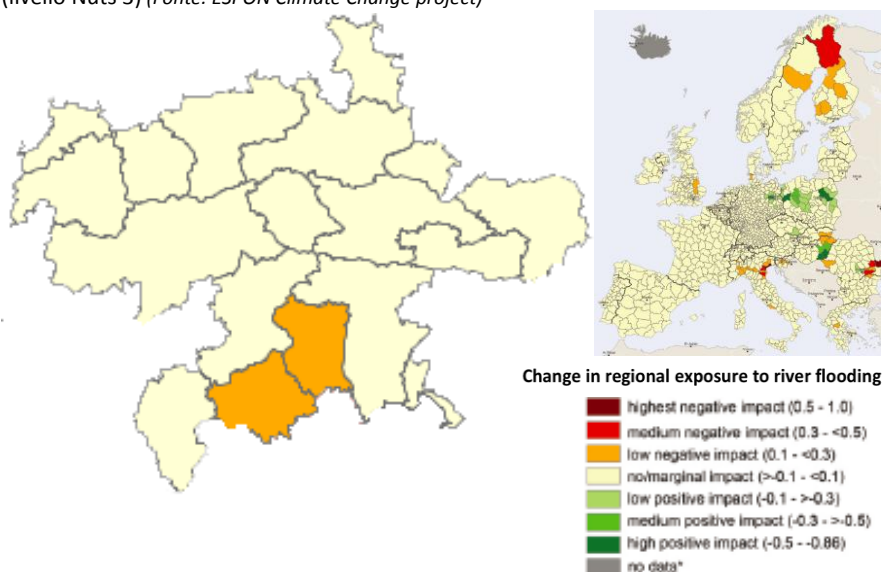 (livello Nuts 3) (Fonte: ESPON Climate Change project)
Change in regional exposure to river flooding
highest negative impact (0.5 - 1.0)
medium negative impact (0.3 - <0.5)
low negative impact (0.1 - <0.3)
no/marginal impact (>-0.1 - <0.1)
low positive impact (-0.1 - >-0.3)
medium positive impact (-0.3 - >-0.5)
high positive impact (-0.5 - -0.86)
no data*